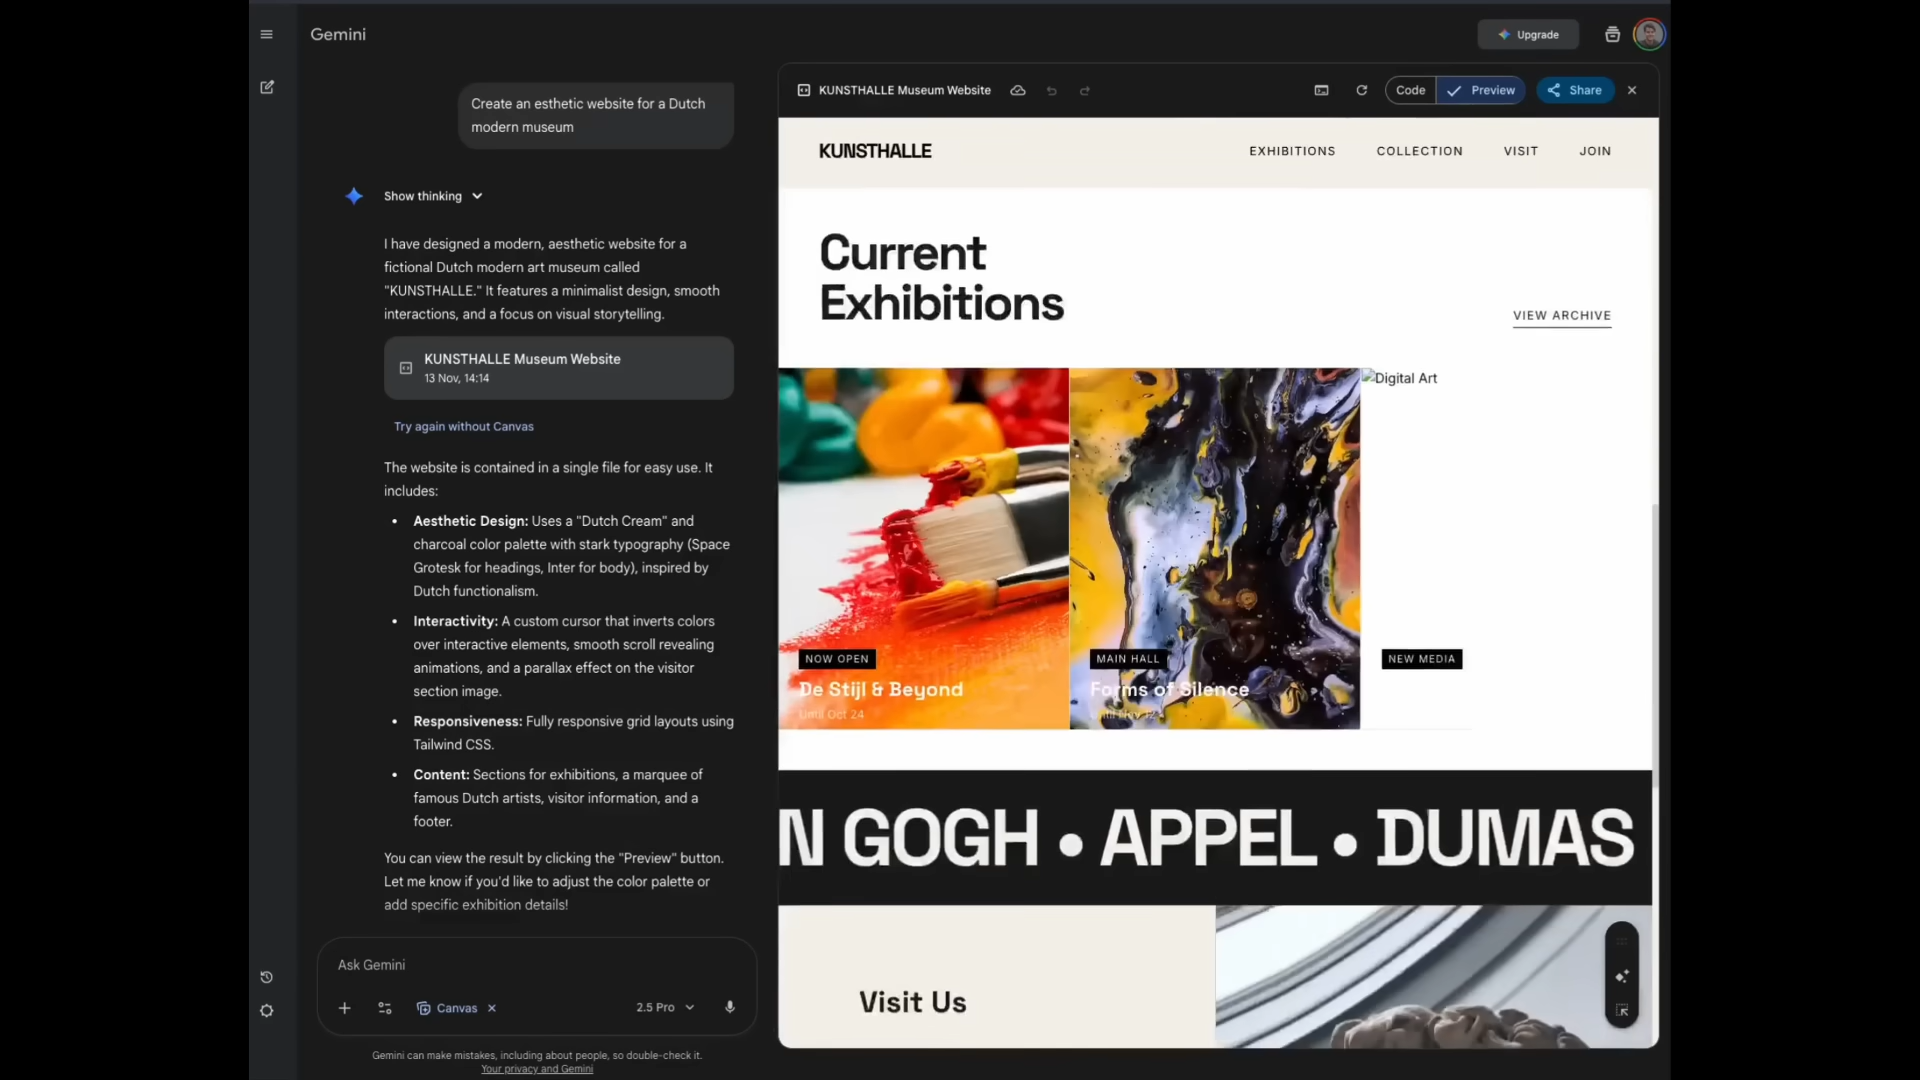 Gemini
Upgrade
Create an esthetic website for a Dutch
modern museum
Show thinking
I have designed a modern, aesthetic website for a
fictional Dutch modern art museum called
"KUNSTHALLE." It features a minimalist design, smooth
interactions, and a focus on visual storytelling.
KUNSTHALLE Museum Website
13 Nov, 14:14
Try again without Canvas
The website is contained in a single file for easy use. It
includes:
• Aesthetic Design: Uses a "Dutch Cream" and
charcoal color palette with stark typography (Space
Grotesk for headings, Inter for body), inspired by
Dutch functionalism.
• Interactivity: A custom cursor that inverts colors
over interactive elements, smooth scroll revealing
animations, and a parallax effect on the visitor
section image.
• Responsiveness: Fully responsive grid layouts using
Tailwind CSS.
• Content: Sections for exhibitions, a marquee of
famous Dutch artists, visitor information, and a
footer.
You can view the result by clicking the "Preview" button.
Let me know if you'd like to adjust the color palette or
add specific exhibition details!
Ask Gemini
Canvas
2.5 Pro
Gemini can make mistakes, including about people, so double-check it.
Your privacy and Gemini
KUNSTHALLE Museum Website
Code
Preview
Share
KUNSTHALLE
EXHIBITIONS
COLLECTION
VISIT
JOIN
Current
Exhibitions
VIEW ARCHIVE
NOW OPEN
De Stijl & Beyond
Until Oct 24
MAIN HALL
Forms of Silence
Until Nov 12
Digital Art
NEW MEDIA
N GOGH • APPEL • DUMAS
Visit Us